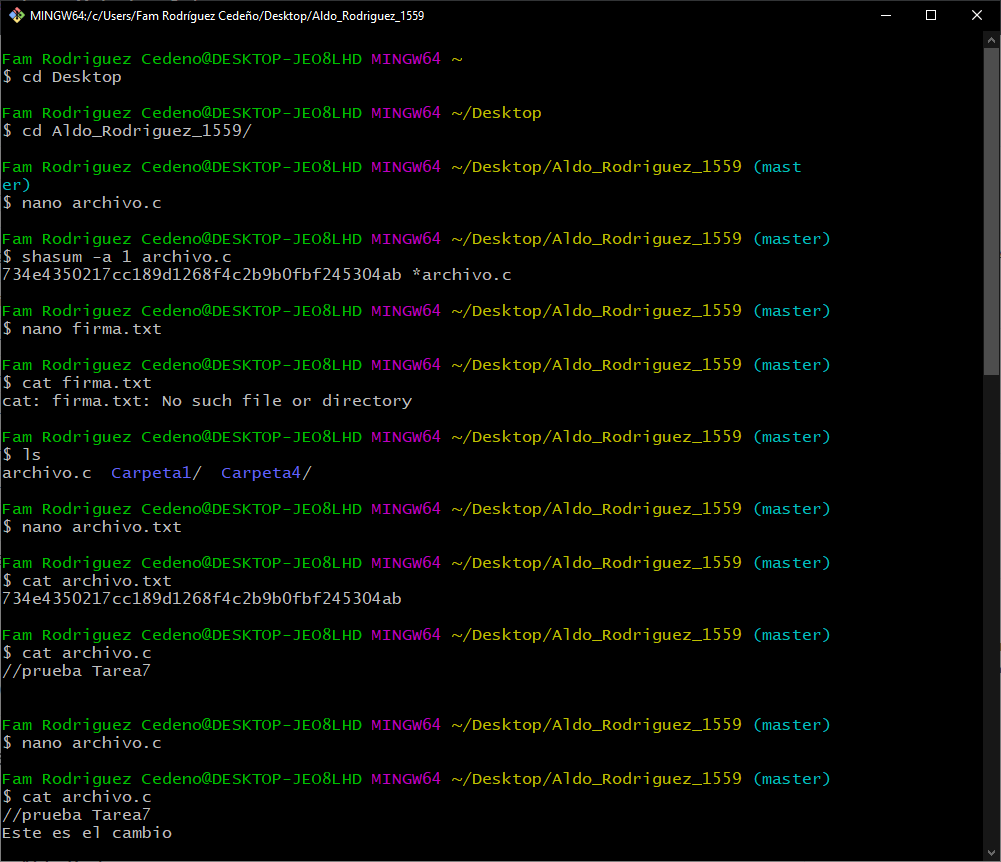 MINGW64:/c/Users/Fam Rodríguez Cedeño/Desktop/Aldo_Rodriguez_1559
Fam Rodriguez Cedeno@DESKTOP-JEO8LHD MINGW64 ~
$ cd Desktop
Fam Rodriguez Cedeno@DESKTOP-JEO8LHD MINGW64 ~/Desktop
$ cd Aldo_Rodriguez_1559/
Fam Rodriguez Cedeno@DESKTOP-JEO8LHD MINGW64 ~/Desktop/Aldo_Rodriguez_1559 (mast
er)
$ nano archivo.c
Fam Rodriguez Cedeno@DESKTOP-JEO8LHD MINGW64 ~/Desktop/Aldo_Rodriguez_1559 (master)
$ shasum -a 1 archivo.c
734e4350217cc189d1268f4c2b9b0fbf245304ab *archivo.c
Fam Rodriguez Cedeno@DESKTOP-JEO8LHD MINGW64 ~/Desktop/Aldo_Rodriguez_1559 (master)
$ nano firma.txt
Fam Rodriguez Cedeno@DESKTOP-JEO8LHD MINGW64 ~/Desktop/Aldo_Rodriguez_1559 (master)
$ cat firma.txt
cat: firma.txt: No such file or directory
Fam Rodriguez Cedeno@DESKTOP-JEO8LHD MINGW64 ~/Desktop/Aldo_Rodriguez_1559 (master)
$ ls
archivo.c  Carpeta1/  Carpeta4/
Fam Rodriguez Cedeno@DESKTOP-JEO8LHD MINGW64 ~/Desktop/Aldo_Rodriguez_1559 (master)
$ nano archivo.txt
Fam Rodriguez Cedeno@DESKTOP-JEO8LHD MINGW64 ~/Desktop/Aldo_Rodriguez_1559 (master)
$ cat archivo.txt
734e4350217cc189d1268f4c2b9b0fbf245304ab
Fam Rodriguez Cedeno@DESKTOP-JEO8LHD MINGW64 ~/Desktop/Aldo_Rodriguez_1559 (master)
$ cat archivo.c
//prueba Tarea7
Fam Rodriguez Cedeno@DESKTOP-JEO8LHD MINGW64 ~/Desktop/Aldo_Rodriguez_1559 (master)
$ nano archivo.c
Fam Rodriguez Cedeno@DESKTOP-JEO8LHD MINGW64 ~/Desktop/Aldo_Rodriguez_1559 (master)
$ cat archivo.c
//prueba Tarea7
Este es el cambio